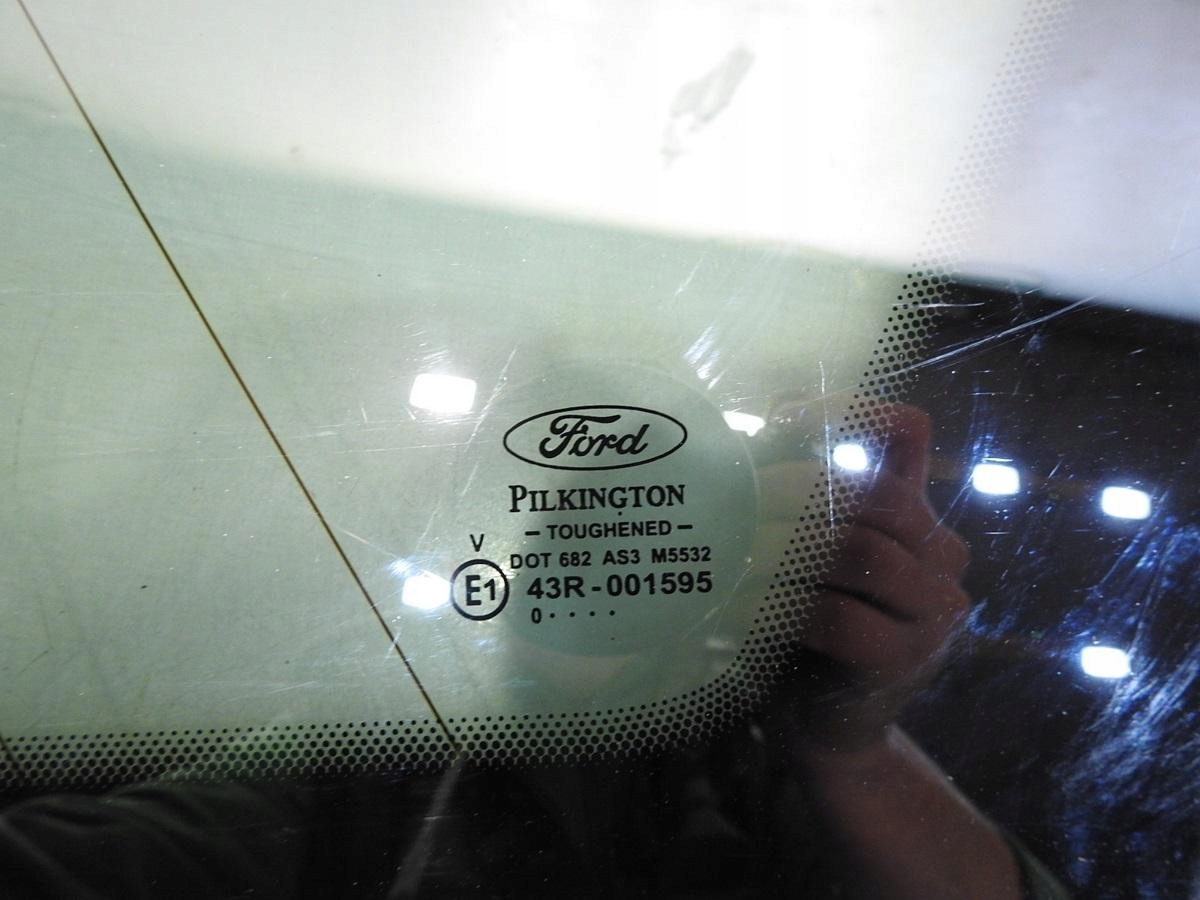 Ford
PILKINGTON
– TOUGHENED –
V
DOT 682 AS3 M5532
E1 43R-001595
0 · · · ·